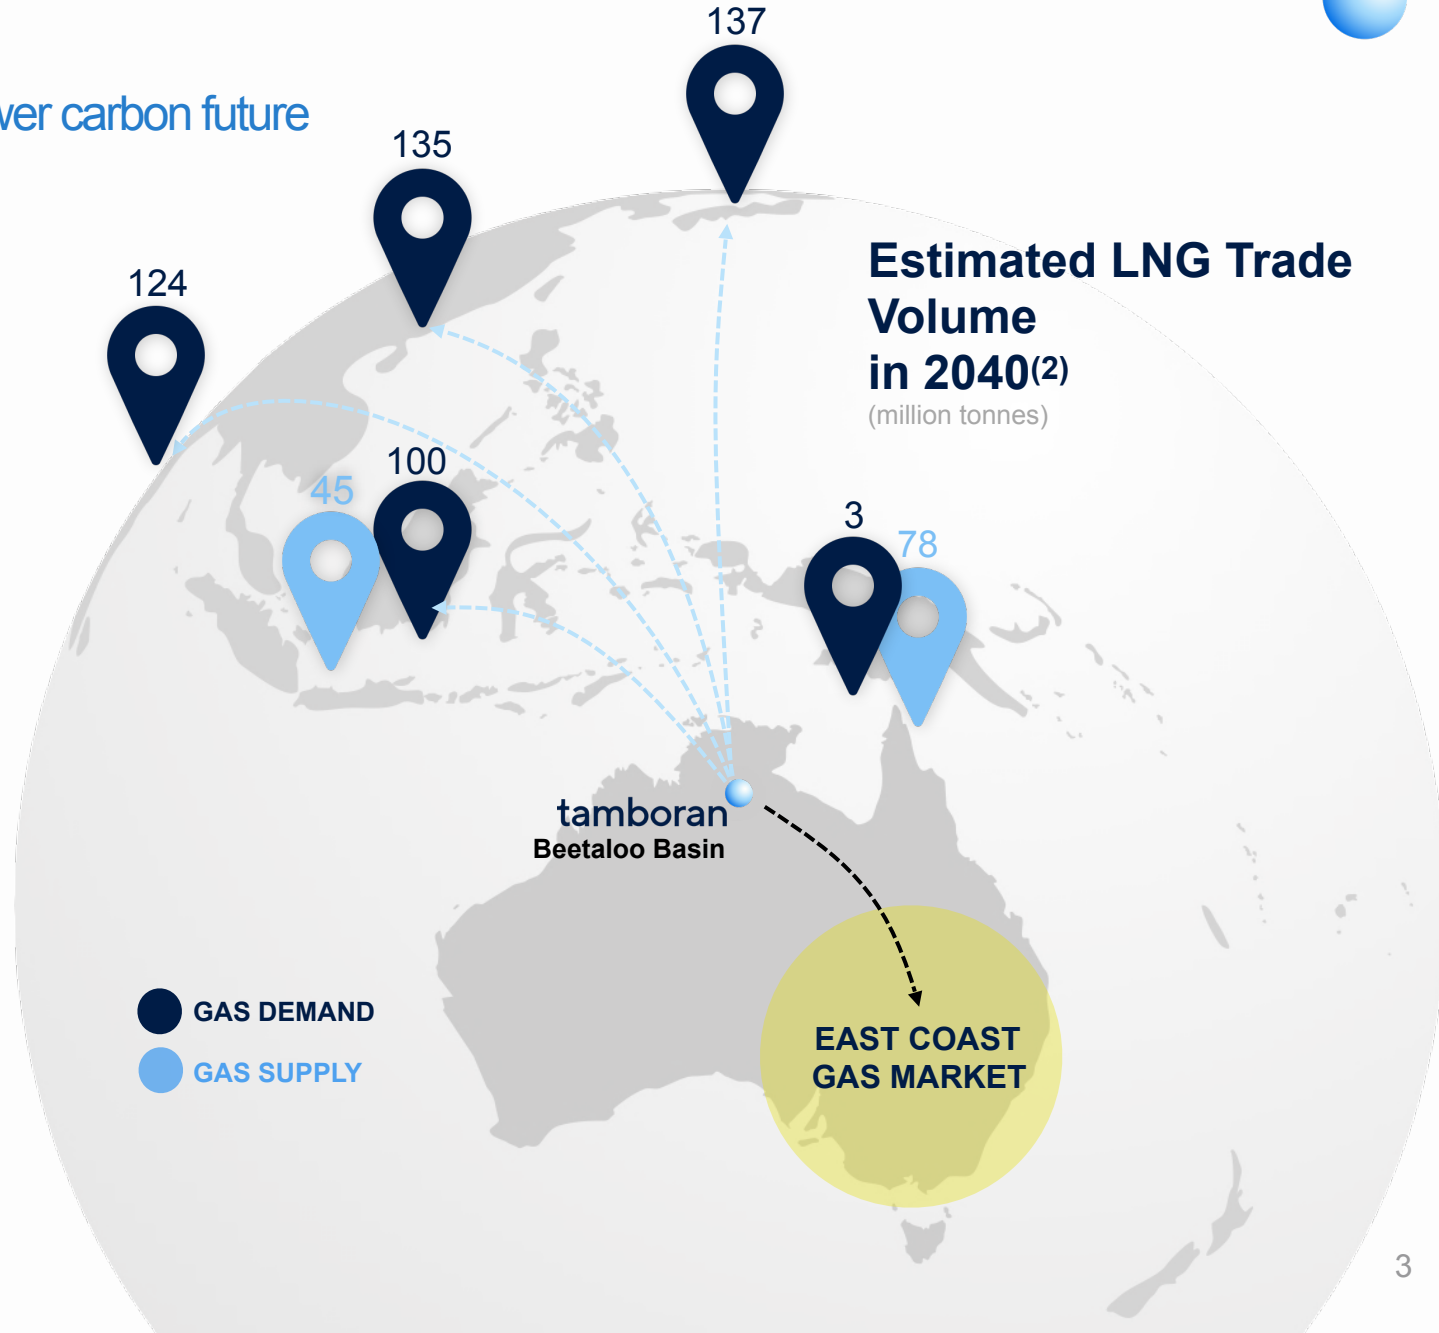 137
wer carbon future
135
124
Estimated LNG Trade
Volume
in 2040(2)
(million tonnes)
100
45
3
78
tamboran
Beetaloo Basin
GAS DEMAND
GAS SUPPLY
EAST COAST
GAS MARKET
3